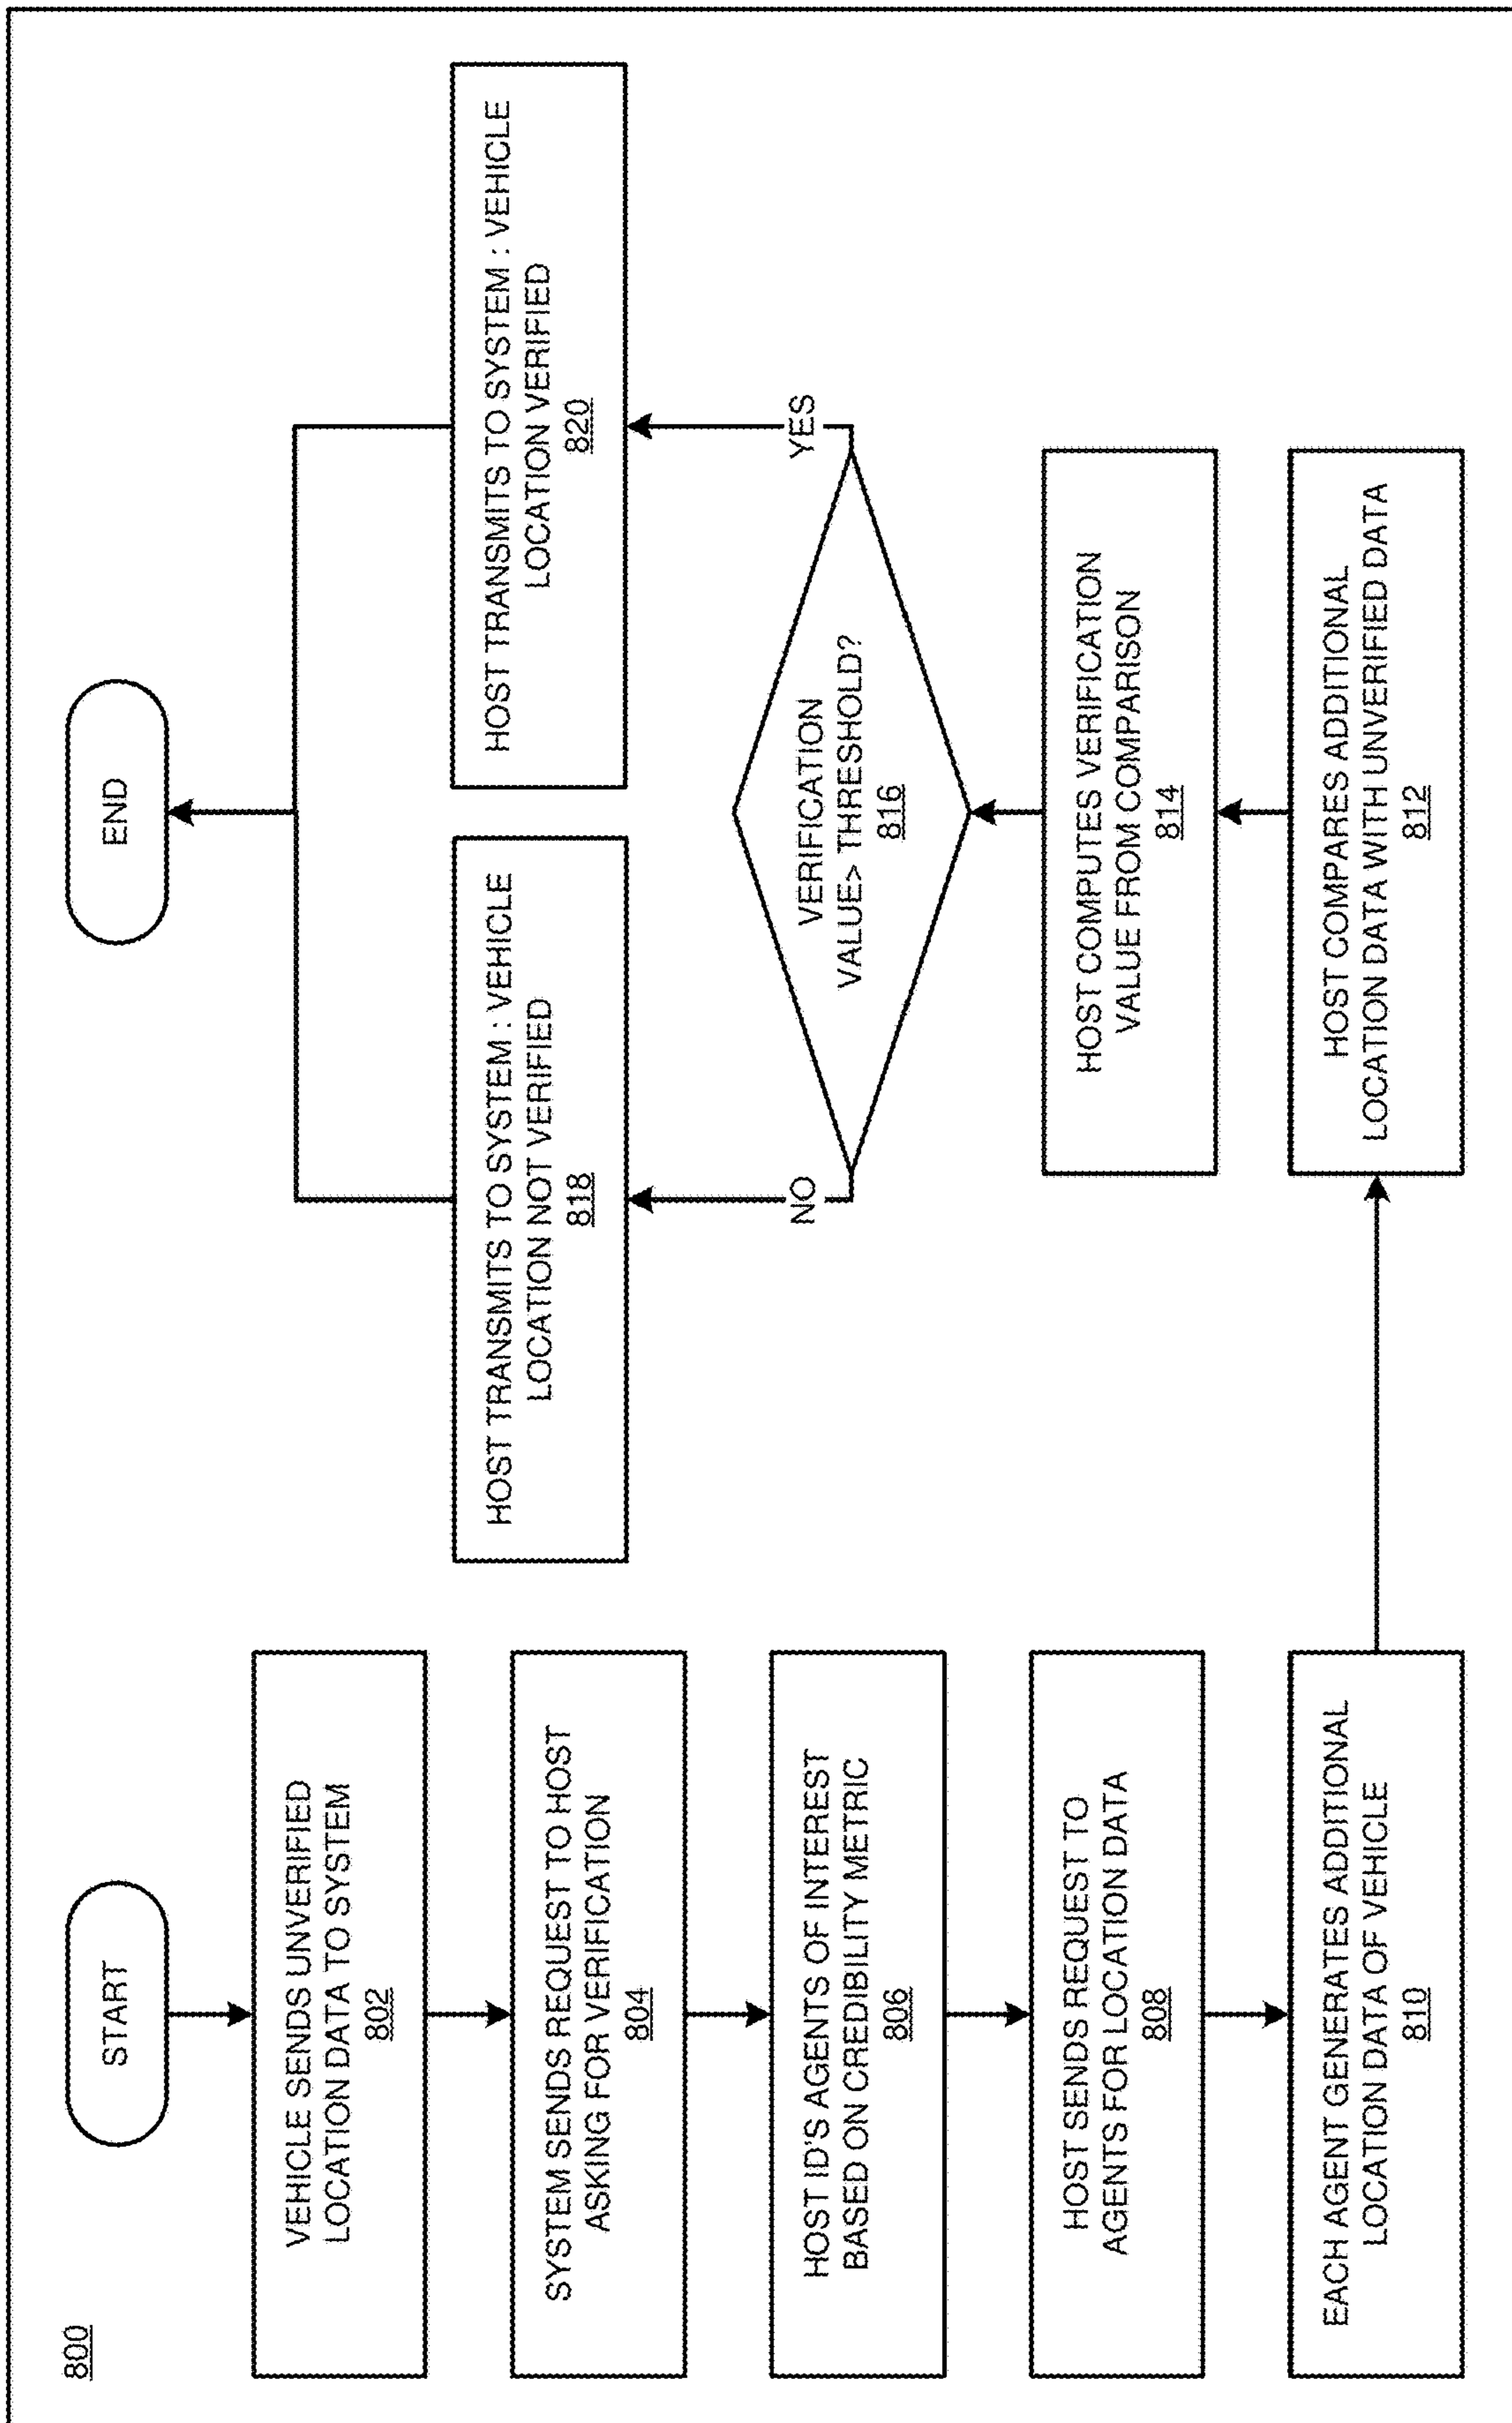 800
START
VEHICLE SENDS UNVERIFIED
LOCATION DATA TO SYSTEM
802
SYSTEM SENDS REQUEST TO HOST
ASKING FOR VERIFICATION
804
HOST ID'S AGENTS OF INTEREST
BASED ON CREDIBILITY METRIC
806
HOST SENDS REQUEST TO
AGENTS FOR LOCATION DATA
808
EACH AGENT GENERATES ADDITIONAL
LOCATION DATA OF VEHICLE
810
HOST COMPARES ADDITIONAL
LOCATION DATA WITH UNVERIFIED DATA
812
HOST COMPUTES VERIFICATION
VALUE FROM COMPARISON
814
VERIFICATION
VALUE> THRESHOLD?
816
NO
YES
HOST TRANSMITS TO SYSTEM : VEHICLE
LOCATION NOT VERIFIED
818
HOST TRANSMITS TO SYSTEM : VEHICLE
LOCATION VERIFIED
820
END